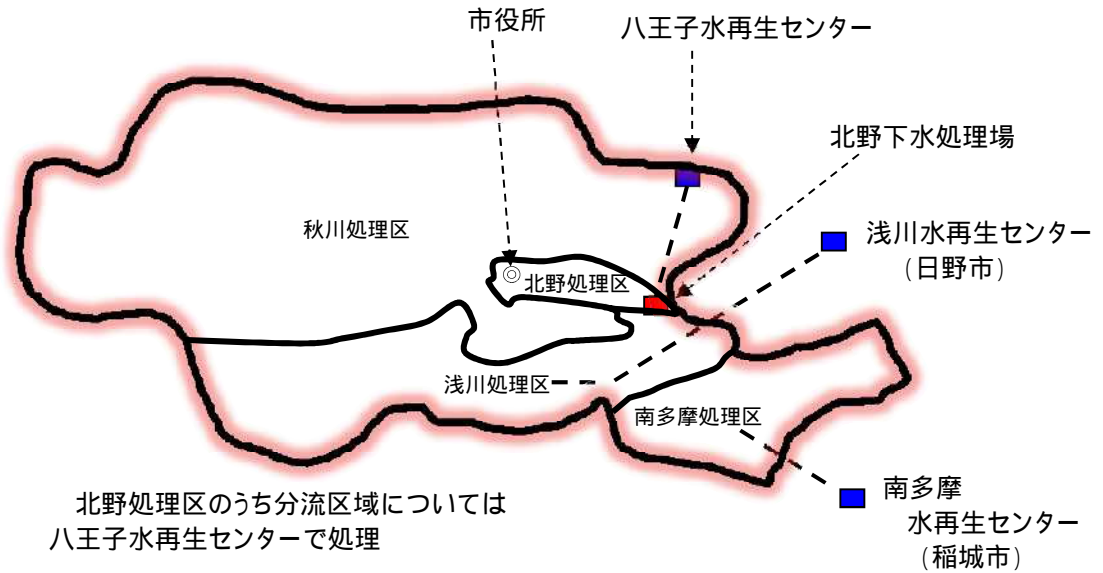 市役所
八王子水再生センター
北野下水処理場
秋川処理区
浅川水再生センター
(日野市)
北野処理区
浅川処理区
南多摩処理区
北野処理区のうち分流区域については
八王子水再生センターで処理
南多摩
水再生センター
(稲城市)